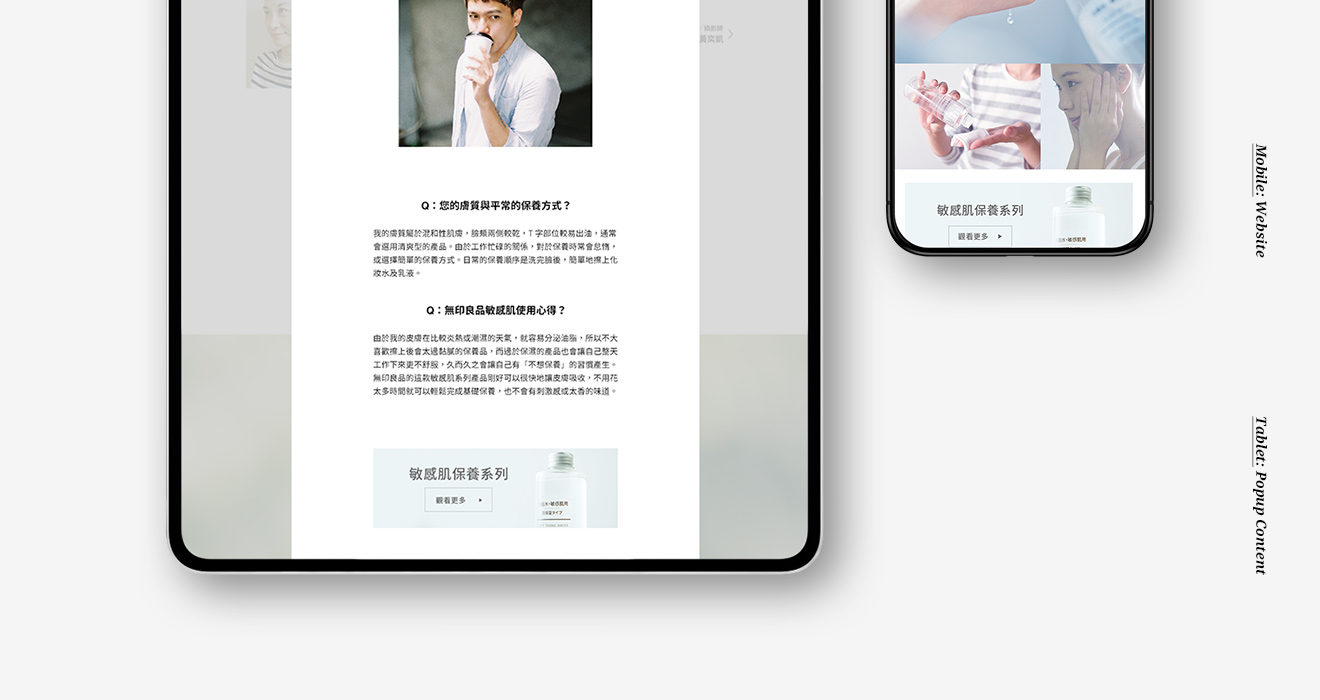 攝影師
黃奕凱
Q：您的膚質與平常的保養方式？
我的膚質屬於混和性肌膚，臉頰兩側較乾，T 字部位較易出油，通常
會選用清爽型的產品。由於工作忙碌的關係，對於保養時常會怠惰，
或選擇簡單的保養方式。日常的保養順序是洗完臉後，簡單地擦上化
妝水及乳液。
Q：無印良品敏感肌使用心得？
由於我的皮膚在比較炎熱或潮濕的天氣，就容易分泌油脂，所以不大
喜歡擦上後會太過黏膩的保養品，而過於保濕的產品也會讓自己整天
工作下來更不舒服，久而久之會讓自己有「不想保養」的習慣產生。
無印良品的這款敏感肌系列產品剛好可以很快地讓皮膚吸收，不用花
太多時間就可以輕鬆完成基礎保養，也不會有刺激感或太香的味道。
敏感肌保養系列
觀看更多
敏感肌保養系列
觀看更多
Mobile: Website
Tablet: Popup Content